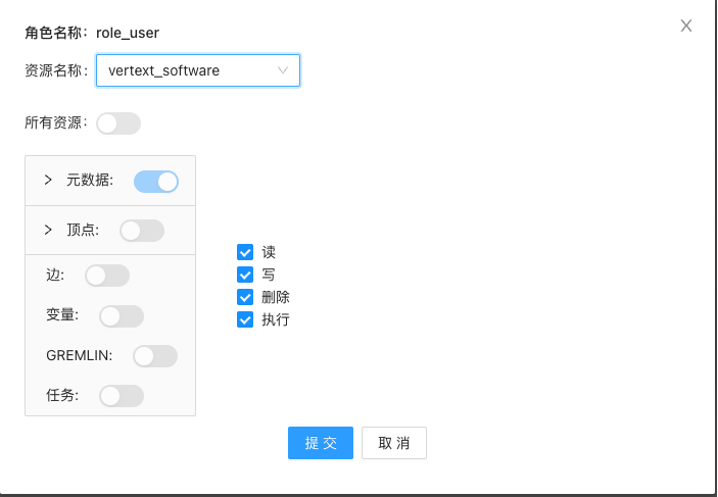 角色名称：role_user
资源名称：vertext_software
所有资源：
元数据:
顶点:
边:
变量:
GREMLIN:
任务:
读
写
删除
执行
提 交
取 消